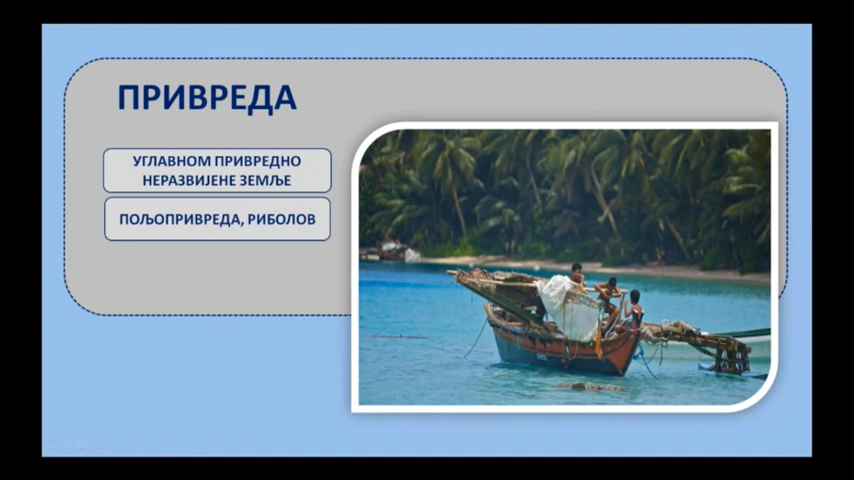 ПРИВРЕДА
УГЛАВНОМ ПРИВРЕДНО
НЕРАЗВИЈЕНЕ ЗЕМЉЕ
ПОЉОПРИВРЕДА, РИБОЛОВ